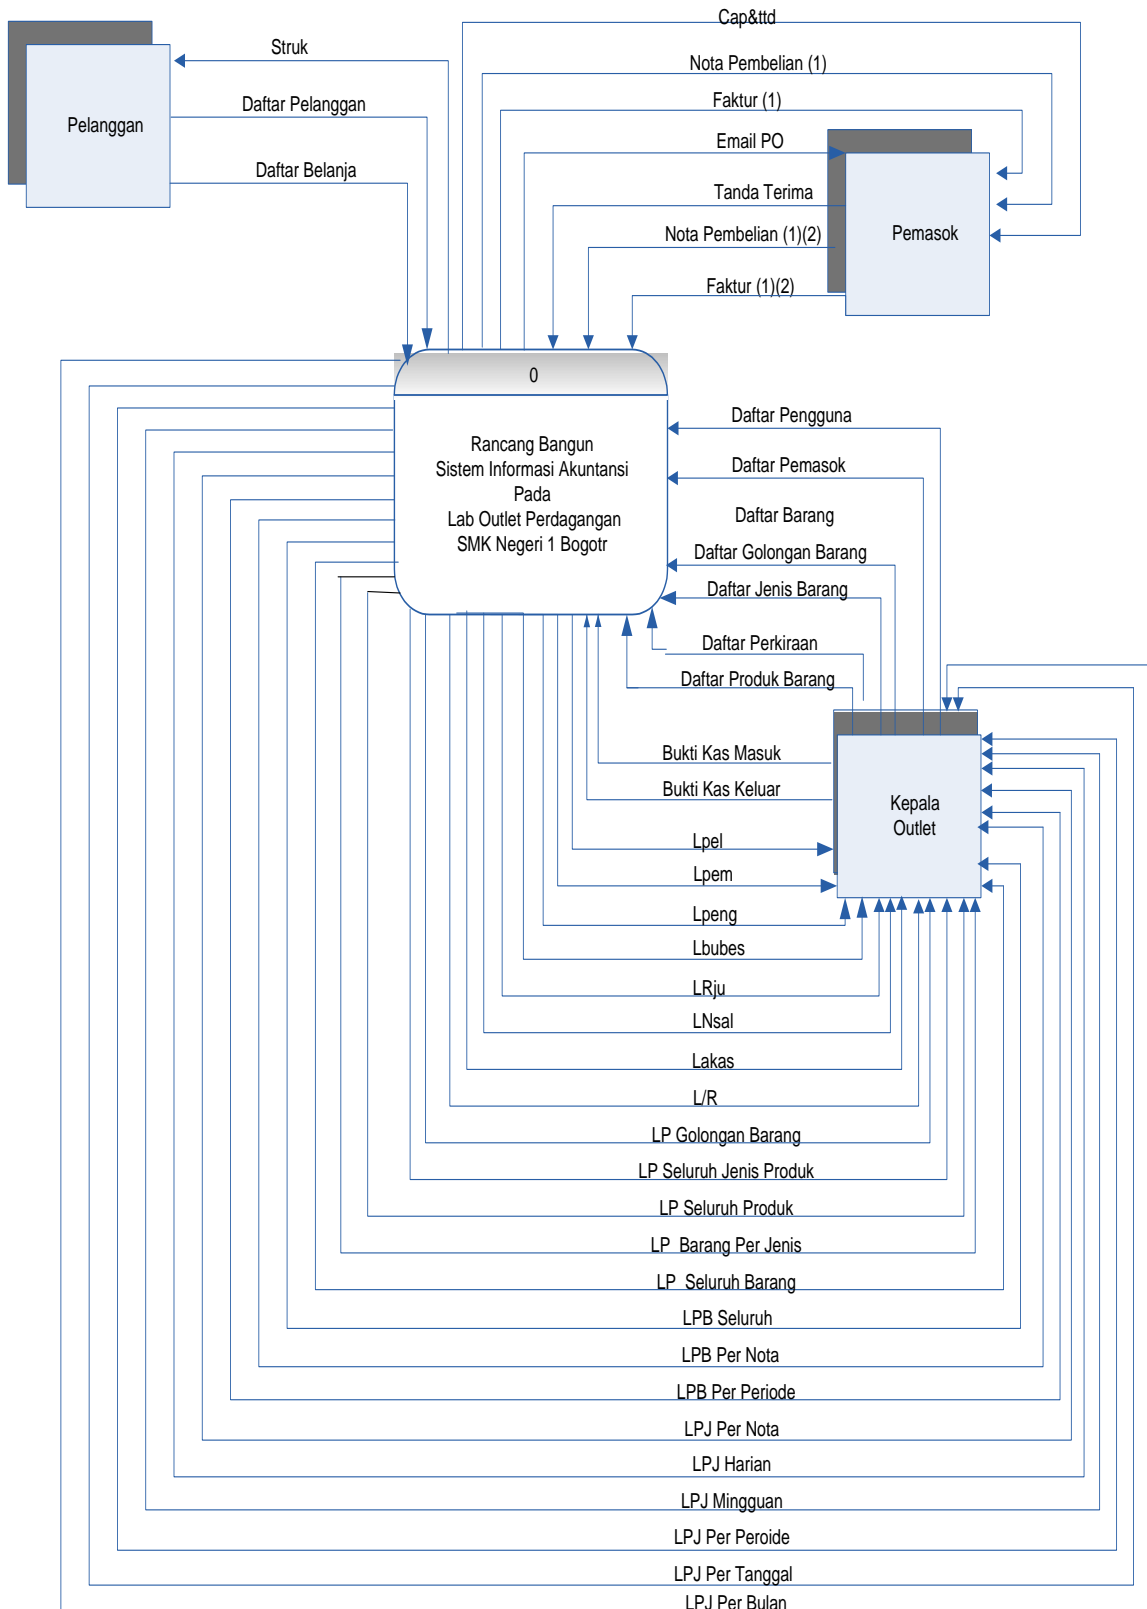 Cap&ttd
Struk
Nota Pembelian (1)
Daftar Pelanggan
Faktur (1)
Pelanggan
Email PO
Daftar Belanja
Tanda Terima
Nota Pembelian (1)(2)
Pemasok
Faktur (1)(2)
0
Rancang Bangun
Sistem Informasi Akuntansi
Pada
Lab Outlet Perdagangan
SMK Negeri 1 Bogotr
Daftar Pengguna
Daftar Pemasok
Daftar Barang
Daftar Golongan Barang
Daftar Jenis Barang
Daftar Perkiraan
Daftar Produk Barang
Bukti Kas Masuk
Bukti Kas Keluar
Kepala
Outlet
Lpel
Lpem
Lpeng
Lbubes
LRju
LNsal
Lakas
L/R
LP Golongan Barang
LP Seluruh Jenis Produk
LP Seluruh Produk
LP Barang Per Jenis
LP Seluruh Barang
LPB Seluruh
LPB Per Nota
LPB Per Periode
LPJ Per Nota
LPJ Harian
LPJ Mingguan
LPJ Per Peroide
LPJ Per Tanggal
LPJ Per Bulan